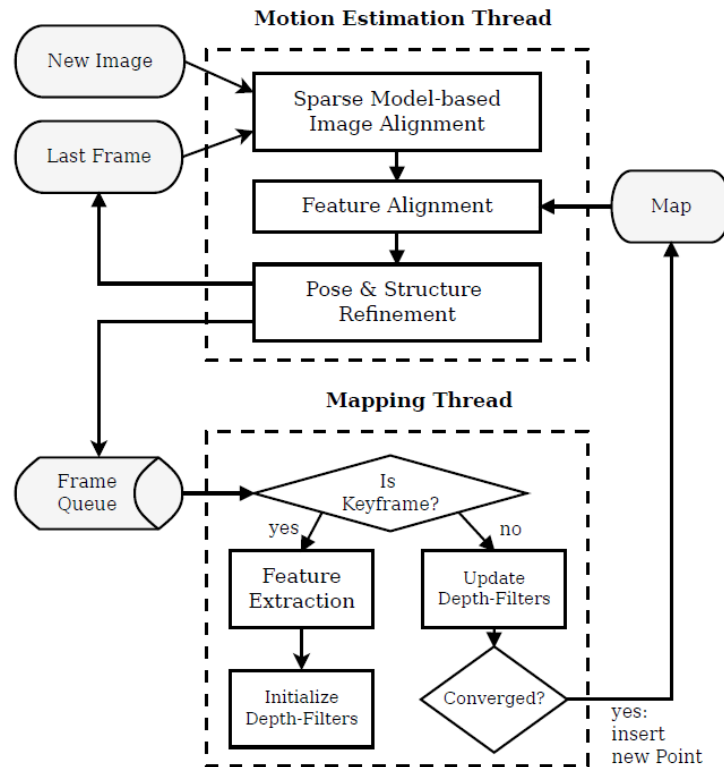 Motion Estimation Thread
New Image
Sparse Model-based
Image Alignment
Last Frame
Feature Alignment
Map
Pose & Structure
Refinement
Mapping Thread
Frame
Queue
Is
Keyframe?
yes
no
Feature
Extraction
Update
Depth-Filters
Initialize
Depth-Filters
Converged?
yes:
insert
new Point